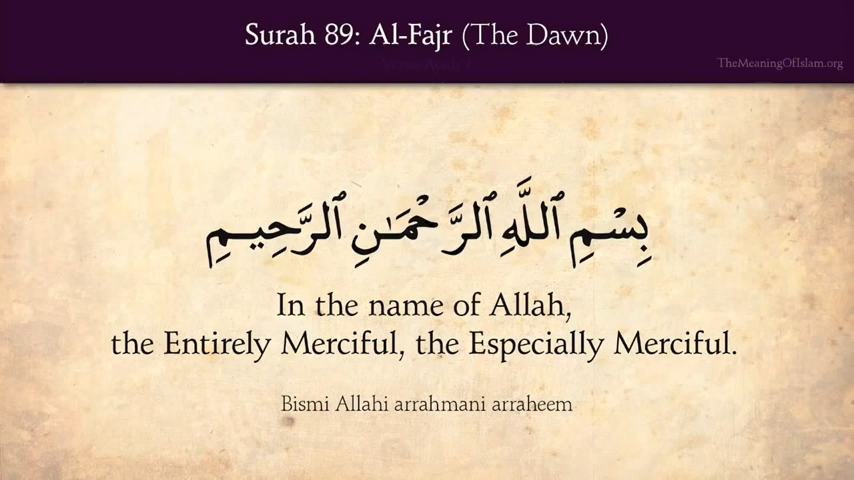 Surah 89: Al-Fajr (The Dawn)
TheMeaningOfIslam.org
بِسْمِ ٱللَّهِ ٱلرَّحْمَـٰنِ ٱلرَّحِيمِ
In the name of Allah,
the Entirely Merciful, the Especially Merciful.
Bismi Allahi arrahmani arraheem